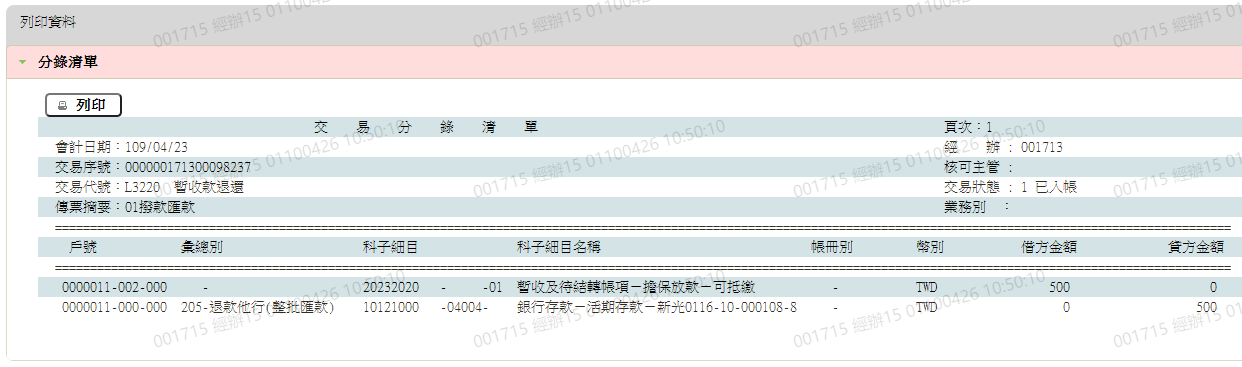 列印資料
分錄清單
列印
交 易 分 錄 清 單 頁次：1
會計日期：109/04/23 經 辦 : 001713
交易序號：000000171300098237 核可主管 :
交易代號：L3220 暫收款退還 交易狀態 : 1 已入帳
傳票摘要：01撥款匯款 業務別 :
戶號 彙總別 科子細目 科子細目名稱 帳冊別 幣別 借方金額 貸方金額
0000011-002-000 - 20232020 - -01 暫收及待結轉帳項－擔保放款－可抵繳 - TWD 500 0
0000011-000-000 205-退款他行(整批匯款) 10121000 -04004- 銀行存款－活期存款－新光0116-10-000108-8 - TWD 0 500
001715 經辦15 01100426 10:50:10